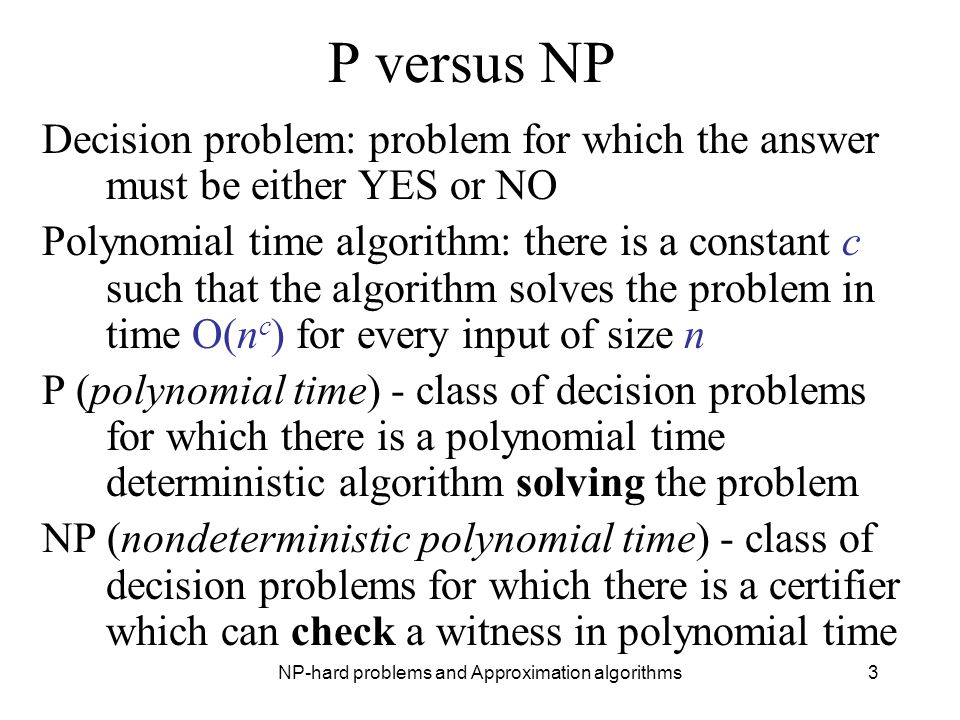 P versus NP
Decision problem: problem for which the answer
must be either YES or NO
Polynomial time algorithm: there is a constant c
such that the algorithm solves the problem in
time O(nᶜ) for every input of size n
P (polynomial time) - class of decision problems
for which there is a polynomial time
deterministic algorithm solving the problem
NP (nondeterministic polynomial time) - class of
decision problems for which there is a certifier
which can check a witness in polynomial time
NP-hard problems and Approximation algorithms 3